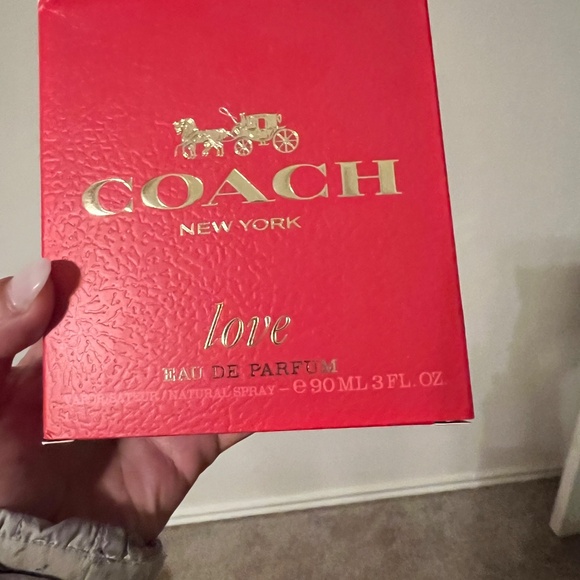 COACH
NEW YORK
love
EAU DE PARFUM
VAPORISATEUR / NATURAL SPRAY – ℮ 90 ML 3 FL. OZ.